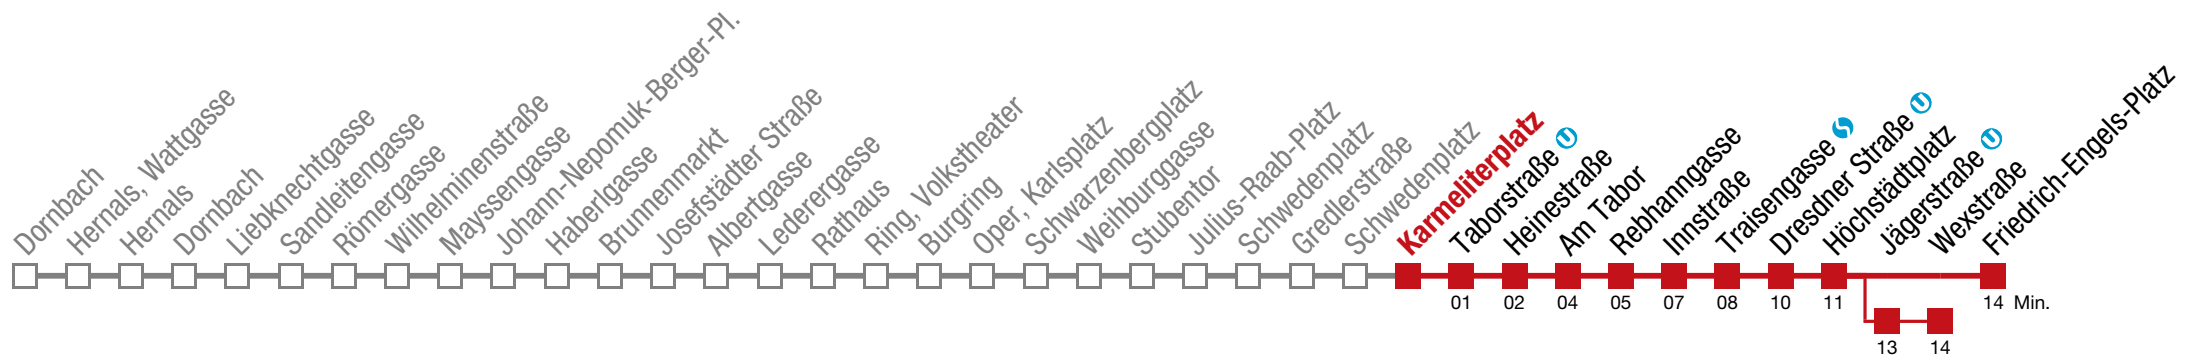 Dornbach
Hernals, Wattgasse
Hernals
Dornbach
Liebknechtgasse
Sandleitengasse
Römergasse
Wilhelminenstraße
Mayssengasse
Johann-Nepomuk-Berger-Pl.
Haberlgasse
Brunnenmarkt
Josefstädter Straße
Albertgasse
Lederergasse
Rathaus
Ring, Volkstheater
Burgring
Oper, Karlsplatz
Schwarzenbergplatz
Weihburggasse
Stubentor
Julius-Raab-Platz
Schwedenplatz
Gredlerstraße
Schwedenplatz
Karmeliterplatz
Taborstraße U
Heinestraße
Am Tabor
Rebhanngasse
Innstraße
Traisengasse S
Dresdner Straße U
Höchstädtplatz
Jägerstraße U
Wexstraße
Friedrich-Engels-Platz
01 02 04 05 07 08 10 11 14 Min.
13 14